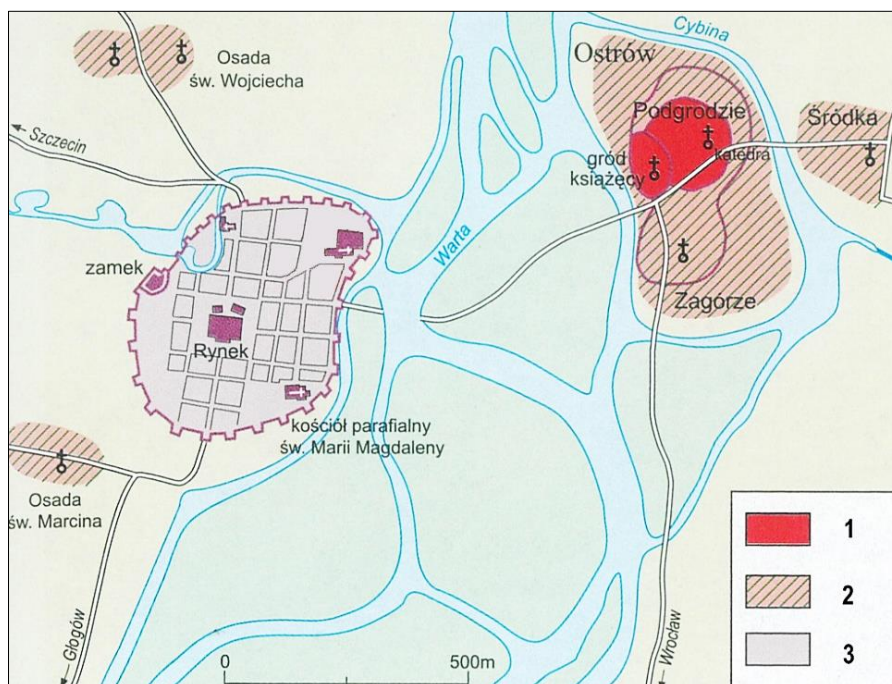 Cybina
Osada
św. Wojciecha
Ostrów
Podgrodzie
Śródka
Szczecin
katedra
gród
książęcy
Warta
zamek
Zagórze
Rynek
kościół parafialny
św. Marii Magdaleny
Osada
św. Marcina
1
2
3
Głogów
Wrocław
0 500m